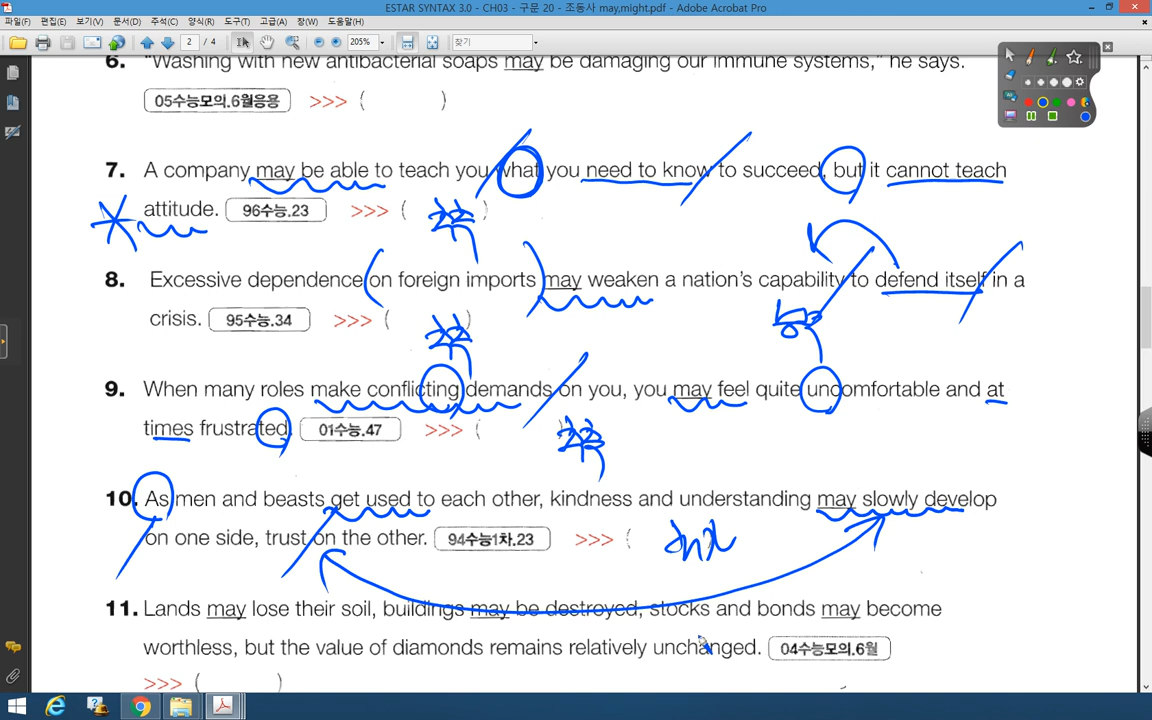 ESTAR SYNTAX 3.0 - CH03 - 구문 20 - 조동사 may,might.pdf - Adobe Acrobat Pro
파일(F) 편집(E) 보기(V) 문서(D) 주석(C) 양식(R) 도구(T) 고급(A) 창(W) 도움말(H)
2 / 4 205% 찾기
6. "Washing with new antibacterial soaps may be damaging our immune systems," he says.
05수능모의.6월응용 >>> ( )
7. A company may be able to teach you what you need to know to succeed, but it cannot teach
attitude. 96수능.23 >>> ( )
8. Excessive dependence on foreign imports may weaken a nation's capability to defend itself in a
crisis. 95수능.34 >>> ( )
9. When many roles make conflicting demands on you, you may feel quite uncomfortable and at
times frustrated. 01수능.47 >>> ( )
10. As men and beasts get used to each other, kindness and understanding may slowly develop
on one side, trust on the other. 94수능1차.23 >>> (
11. Lands may lose their soil, buildings may be destroyed, stocks and bonds may become
worthless, but the value of diamonds remains relatively unchanged. 04수능모의.6월
>>> ( )